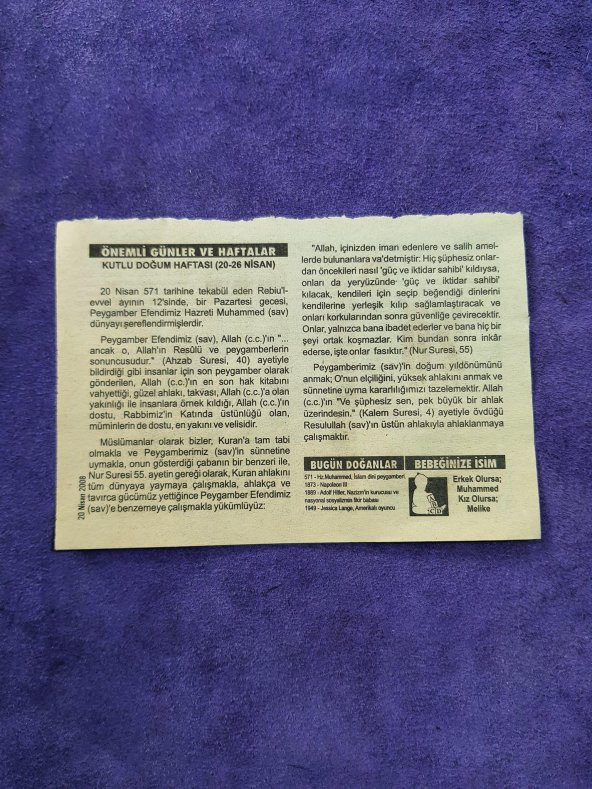 ÖNEMLİ GÜNLER VE HAFTALAR
KUTLU DOĞUM HAFTASI (20-26 NİSAN)
20 Nisan 571 tarihine tekabül eden Rebiu'l-
evvel ayının 12'sinde, bir Pazartesi gecesi,
Peygamber Efendimiz Hazreti Muhammed (sav)
dünyayı şereflendirmişlerdir.
Peygamber Efendimiz (sav), Allah (c.c.)'ın "...
ancak o, Allah'ın Resûlü ve peygamberlerin
sonuncusudur." (Ahzab Suresi, 40) ayetiyle
bildirdiği gibi insanlar için son peygamber olarak
gönderilen, Allah (c.c.)'ın en son hak kitabını
vahyettiği, güzel ahlakı, takvası, Allah (c.c.)'a olan
yakınlığı ile insanlara örnek kıldığı, Allah (c.c.)'ın
dostu, Rabbimiz'in Katında üstünlüğü olan,
müminlerin de dostu, en yakını ve velisidir.
Müslümanlar olarak bizler, Kuran'a tam tabi
olmakla ve Peygamberimiz (sav)'in sünnetine
uymakla, onun gösterdiği çabanın bir benzeri ile,
Nur Suresi 55. ayetin gereği olarak, Kuran ahlakını
tüm dünyaya yaymaya çalışmakla, ahlakça ve
tavırca gücümüz yettiğince Peygamber Efendimiz
(sav)'e benzemeye çalışmakla yükümlüyüz:
20 Nisan 2008
"Allah, içinizden iman edenlere ve salih amel-
lerde bulunanlara va'detmiştir: Hiç şüphesiz onlar-
dan öncekileri nasıl 'güç ve iktidar sahibi' kıldıysa,
onları da yeryüzünde 'güç ve iktidar sahibi'
kılacak, kendileri için seçip beğendiği dinlerini
kendilerine yerleşik kılıp sağlamlaştıracak ve
onları korkularından sonra güvenliğe çevirecektir.
Onlar, yalnızca bana ibadet ederler ve bana hiç bir
şeyi ortak koşmazlar. Kim bundan sonra inkâr
ederse, işte onlar fasıktır." (Nur Suresi, 55)
Peygamberimiz (sav)'in doğum yıldönümünü
anmak; O'nun elçiliğini, yüksek ahlakını anmak ve
sünnetine uyma kararlılığımızı tazelemektir. Allah
(c.c.)'ın "Ve şüphesiz sen, pek büyük bir ahlak
üzerindesin." (Kalem Suresi, 4) ayetiyle övdüğü
Resulullah (sav)'ın üstün ahlakıyla ahlaklanmaya
çalışmaktır.
BUGÜN DOĞANLAR
571 - Hz.Muhammed, İslam dini peygamberi
1873 - Napoleon III
1889 - Adolf Hitler, Nazizm'in kurucusu ve
nasyonal sosyalizmin fikir babası
1949 - Jessica Lange, Amerikalı oyuncu
BEBEĞİNİZE İSİM
Erkek Olursa;
Muhammed
Kız Olursa;
Melike